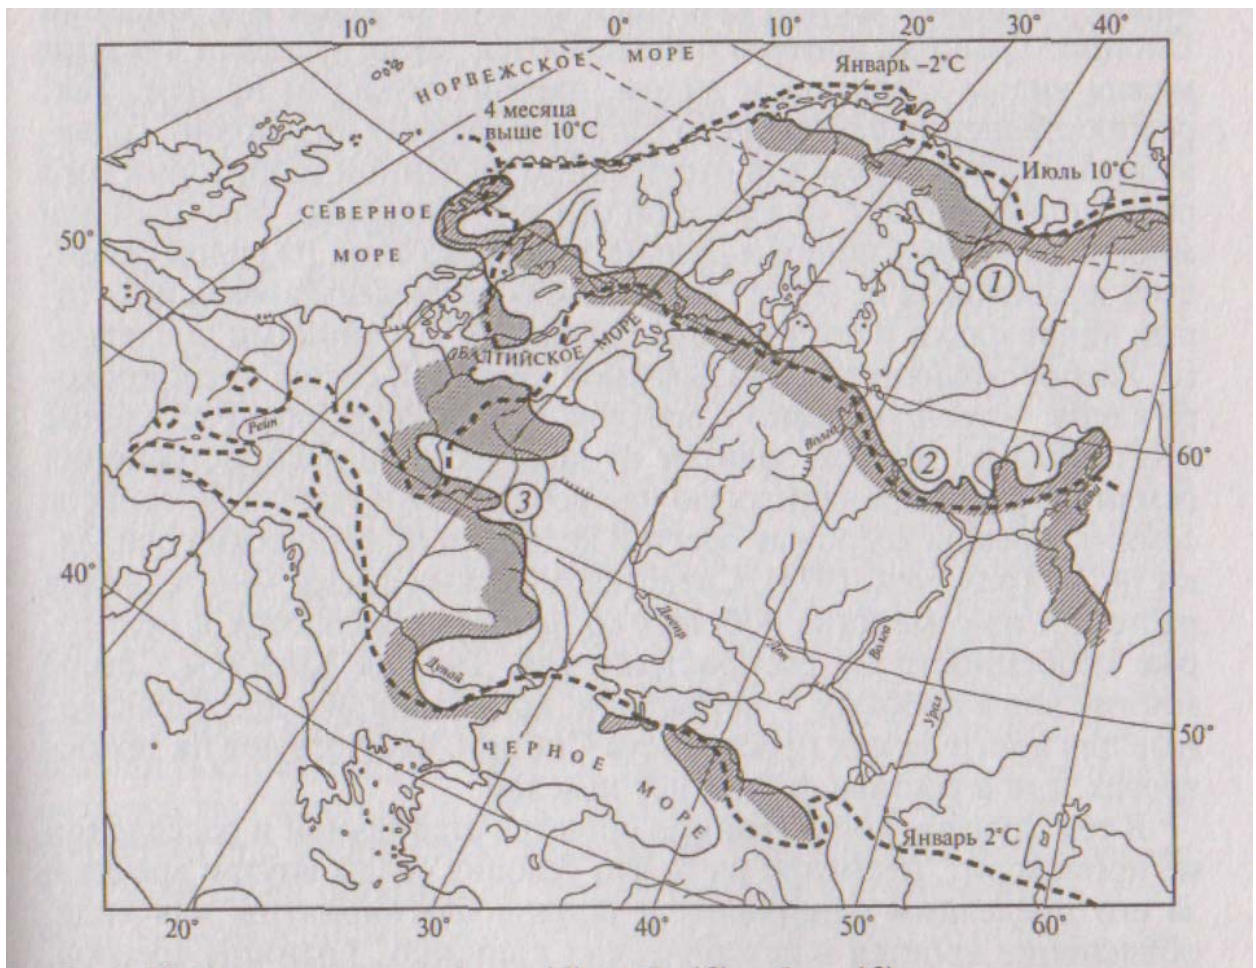 10°
0°
10°
20°
30°
40°
НОРВЕЖСКОЕ МОРЕ
Январь –2°C
4 месяца
выше 10°C
Июль 10°C
СЕВЕРНОЕ
МОРЕ
50°
1
БАЛТИЙСКОЕ МОРЕ
Рейн
Волга
2
60°
3
40°
Днепр
Дон
Волга
Урал
Дунай
50°
ЧЕРНОЕ МОРЕ
Январь 2°C
20°
30°
40°
50°
60°